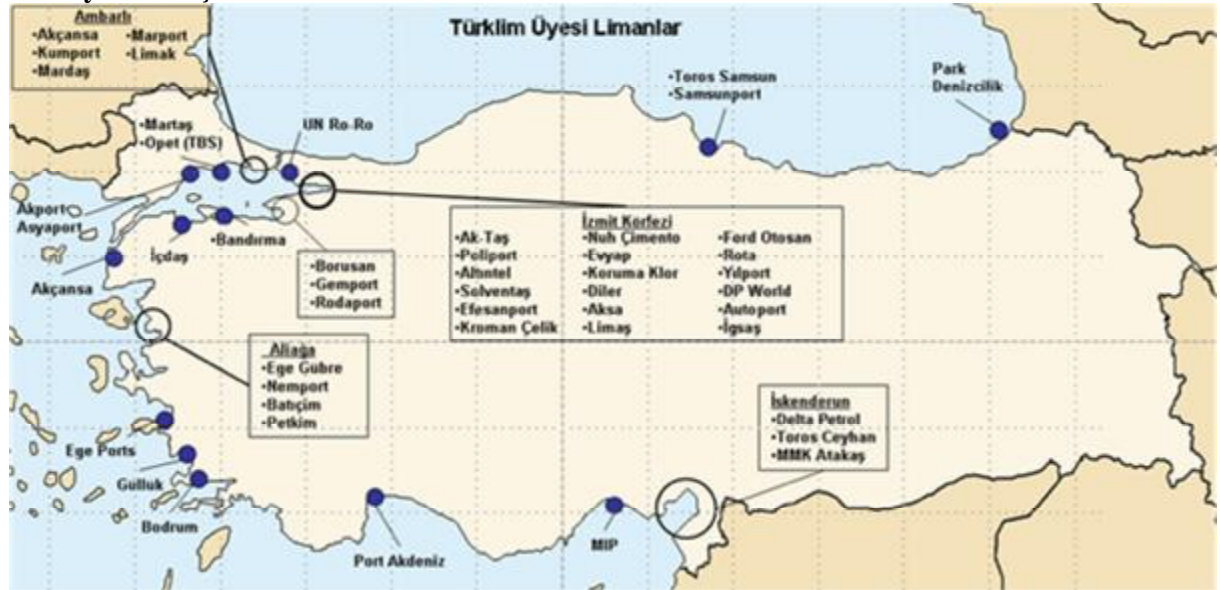 Türklim Üyesi Limanlar
Ambarlı
•Akçansa •Marport
•Kumport •Limak
•Mardaş
•Toros Samsun
•Samsunport
Park
Denizcilik
•Martaş
•Opet (TBS)
UN Ro-Ro
Akport
Asyaport
İçdaş
•Bandırma
Akçansa
•Borusan
•Gemport
•Rodaport
İzmit Körfezi
•Ak-Taş •Nuh Çimento •Ford Otosan
•Poliport •Evyap •Rota
•Altıntel •Koruma Klor •Yılport
•Solventaş •Diler •DP World
•Efesanport •Aksa •Autoport
•Kroman Çelik •Limaş •İgsaş
Aliağa
•Ege Gübre
•Nemport
•Batıçim
•Petkim
İskenderun
•Delta Petrol
•Toros Ceyhan
•MMK Atakaş
Ege Ports
Gulluk
Bodrum
Port Akdeniz
MIP